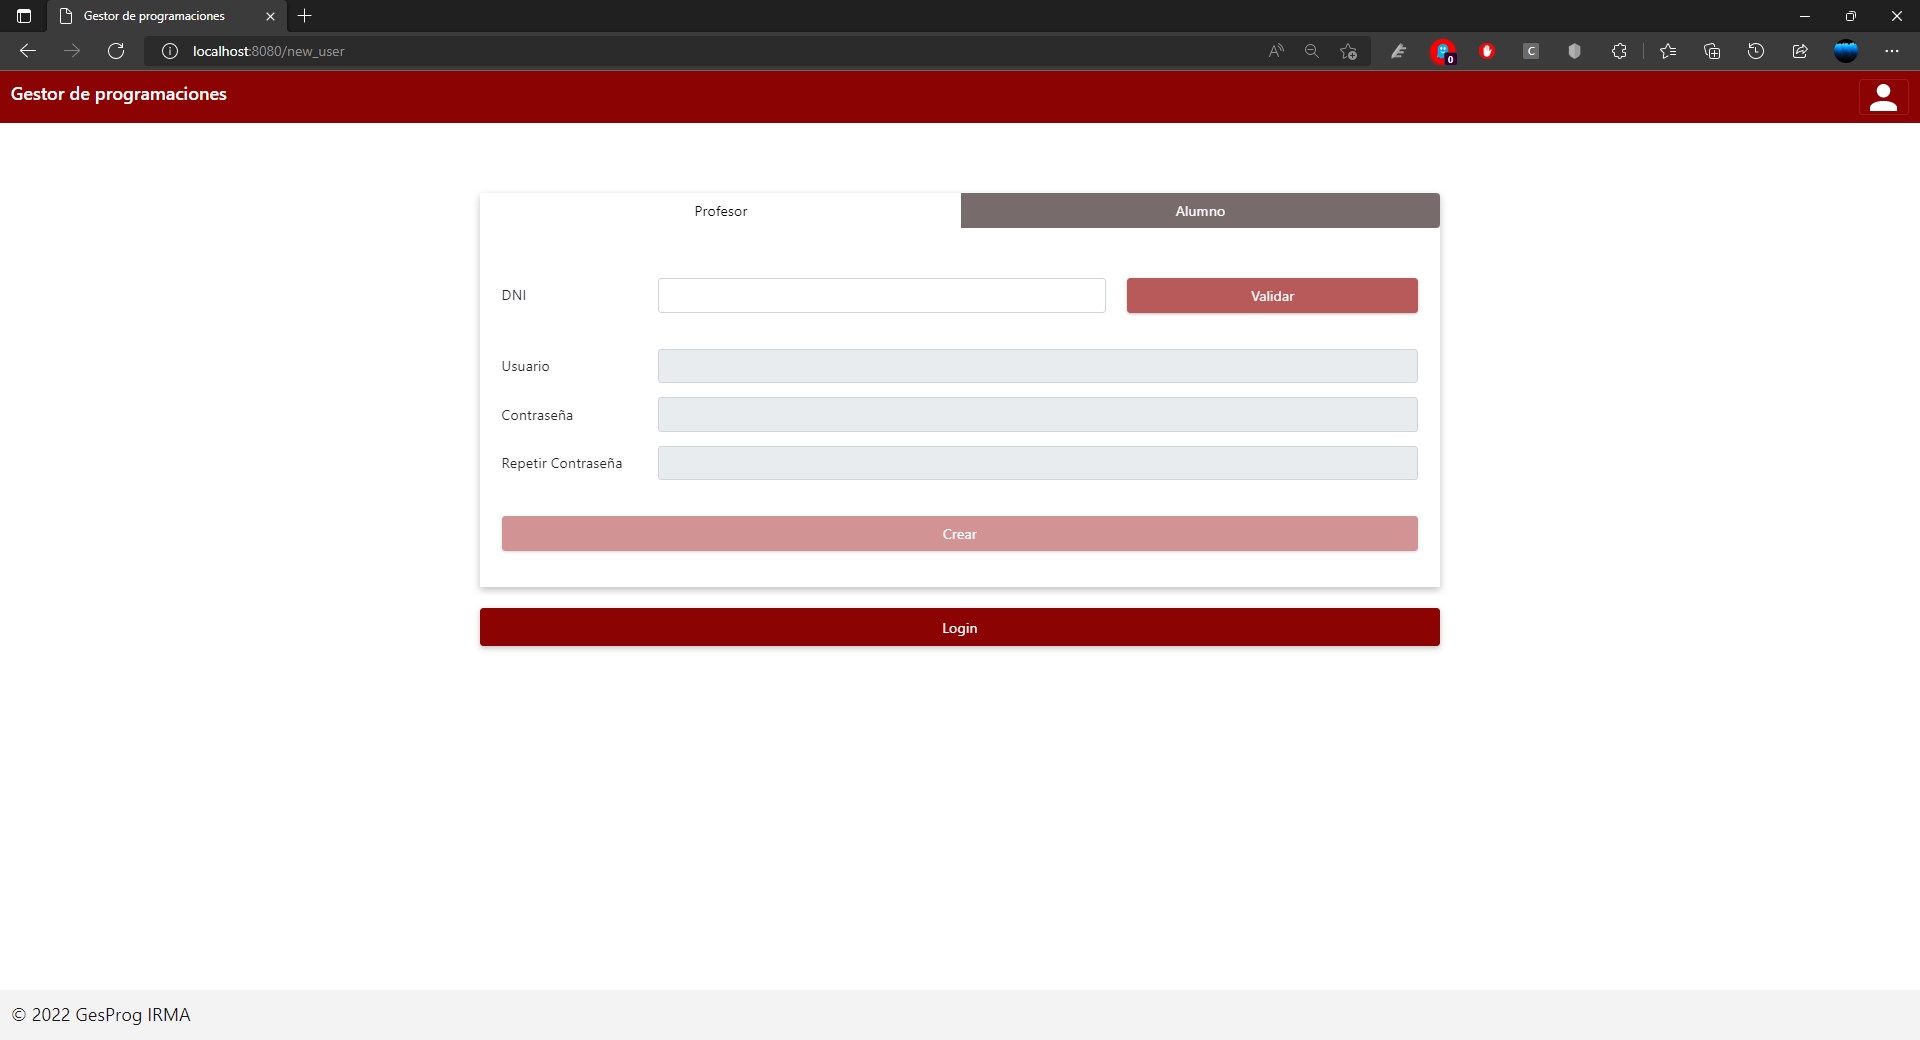 Gestor de programaciones
localhost:8080/new_user
0
C
Gestor de programaciones
Profesor
Alumno
DNI
Validar
Usuario
Contraseña
Repetir Contraseña
Crear
Login
© 2022 GesProg IRMA